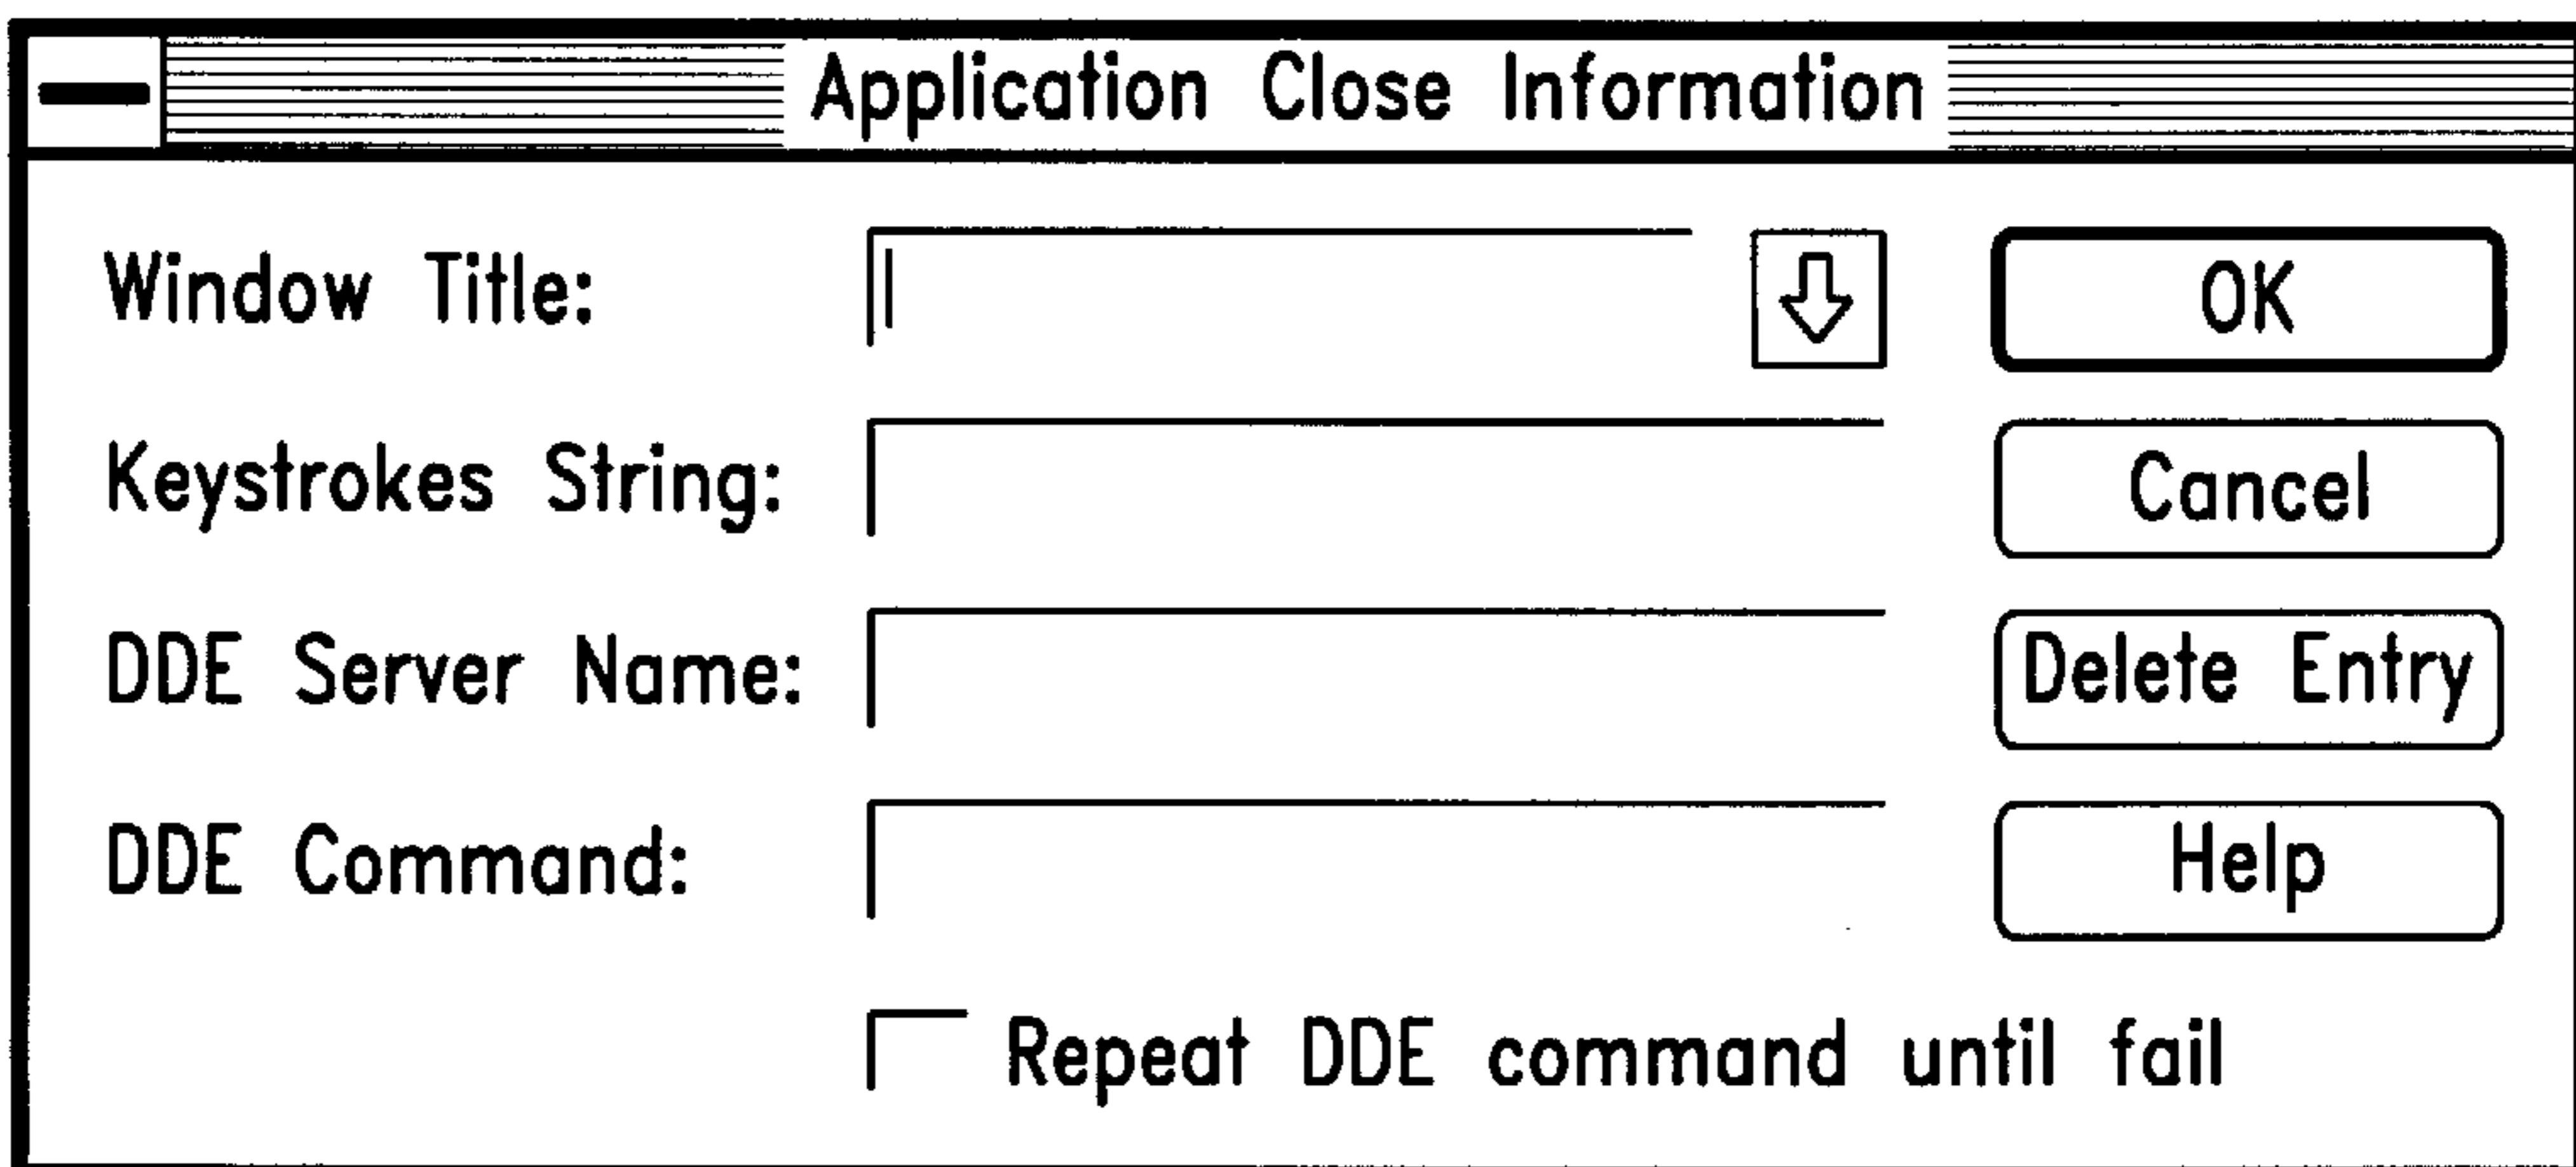 Application Close Information
Window Title:
OK
Keystrokes String:
Cancel
DDE Server Name:
Delete Entry
DDE Command:
Help
Repeat DDE command until fail